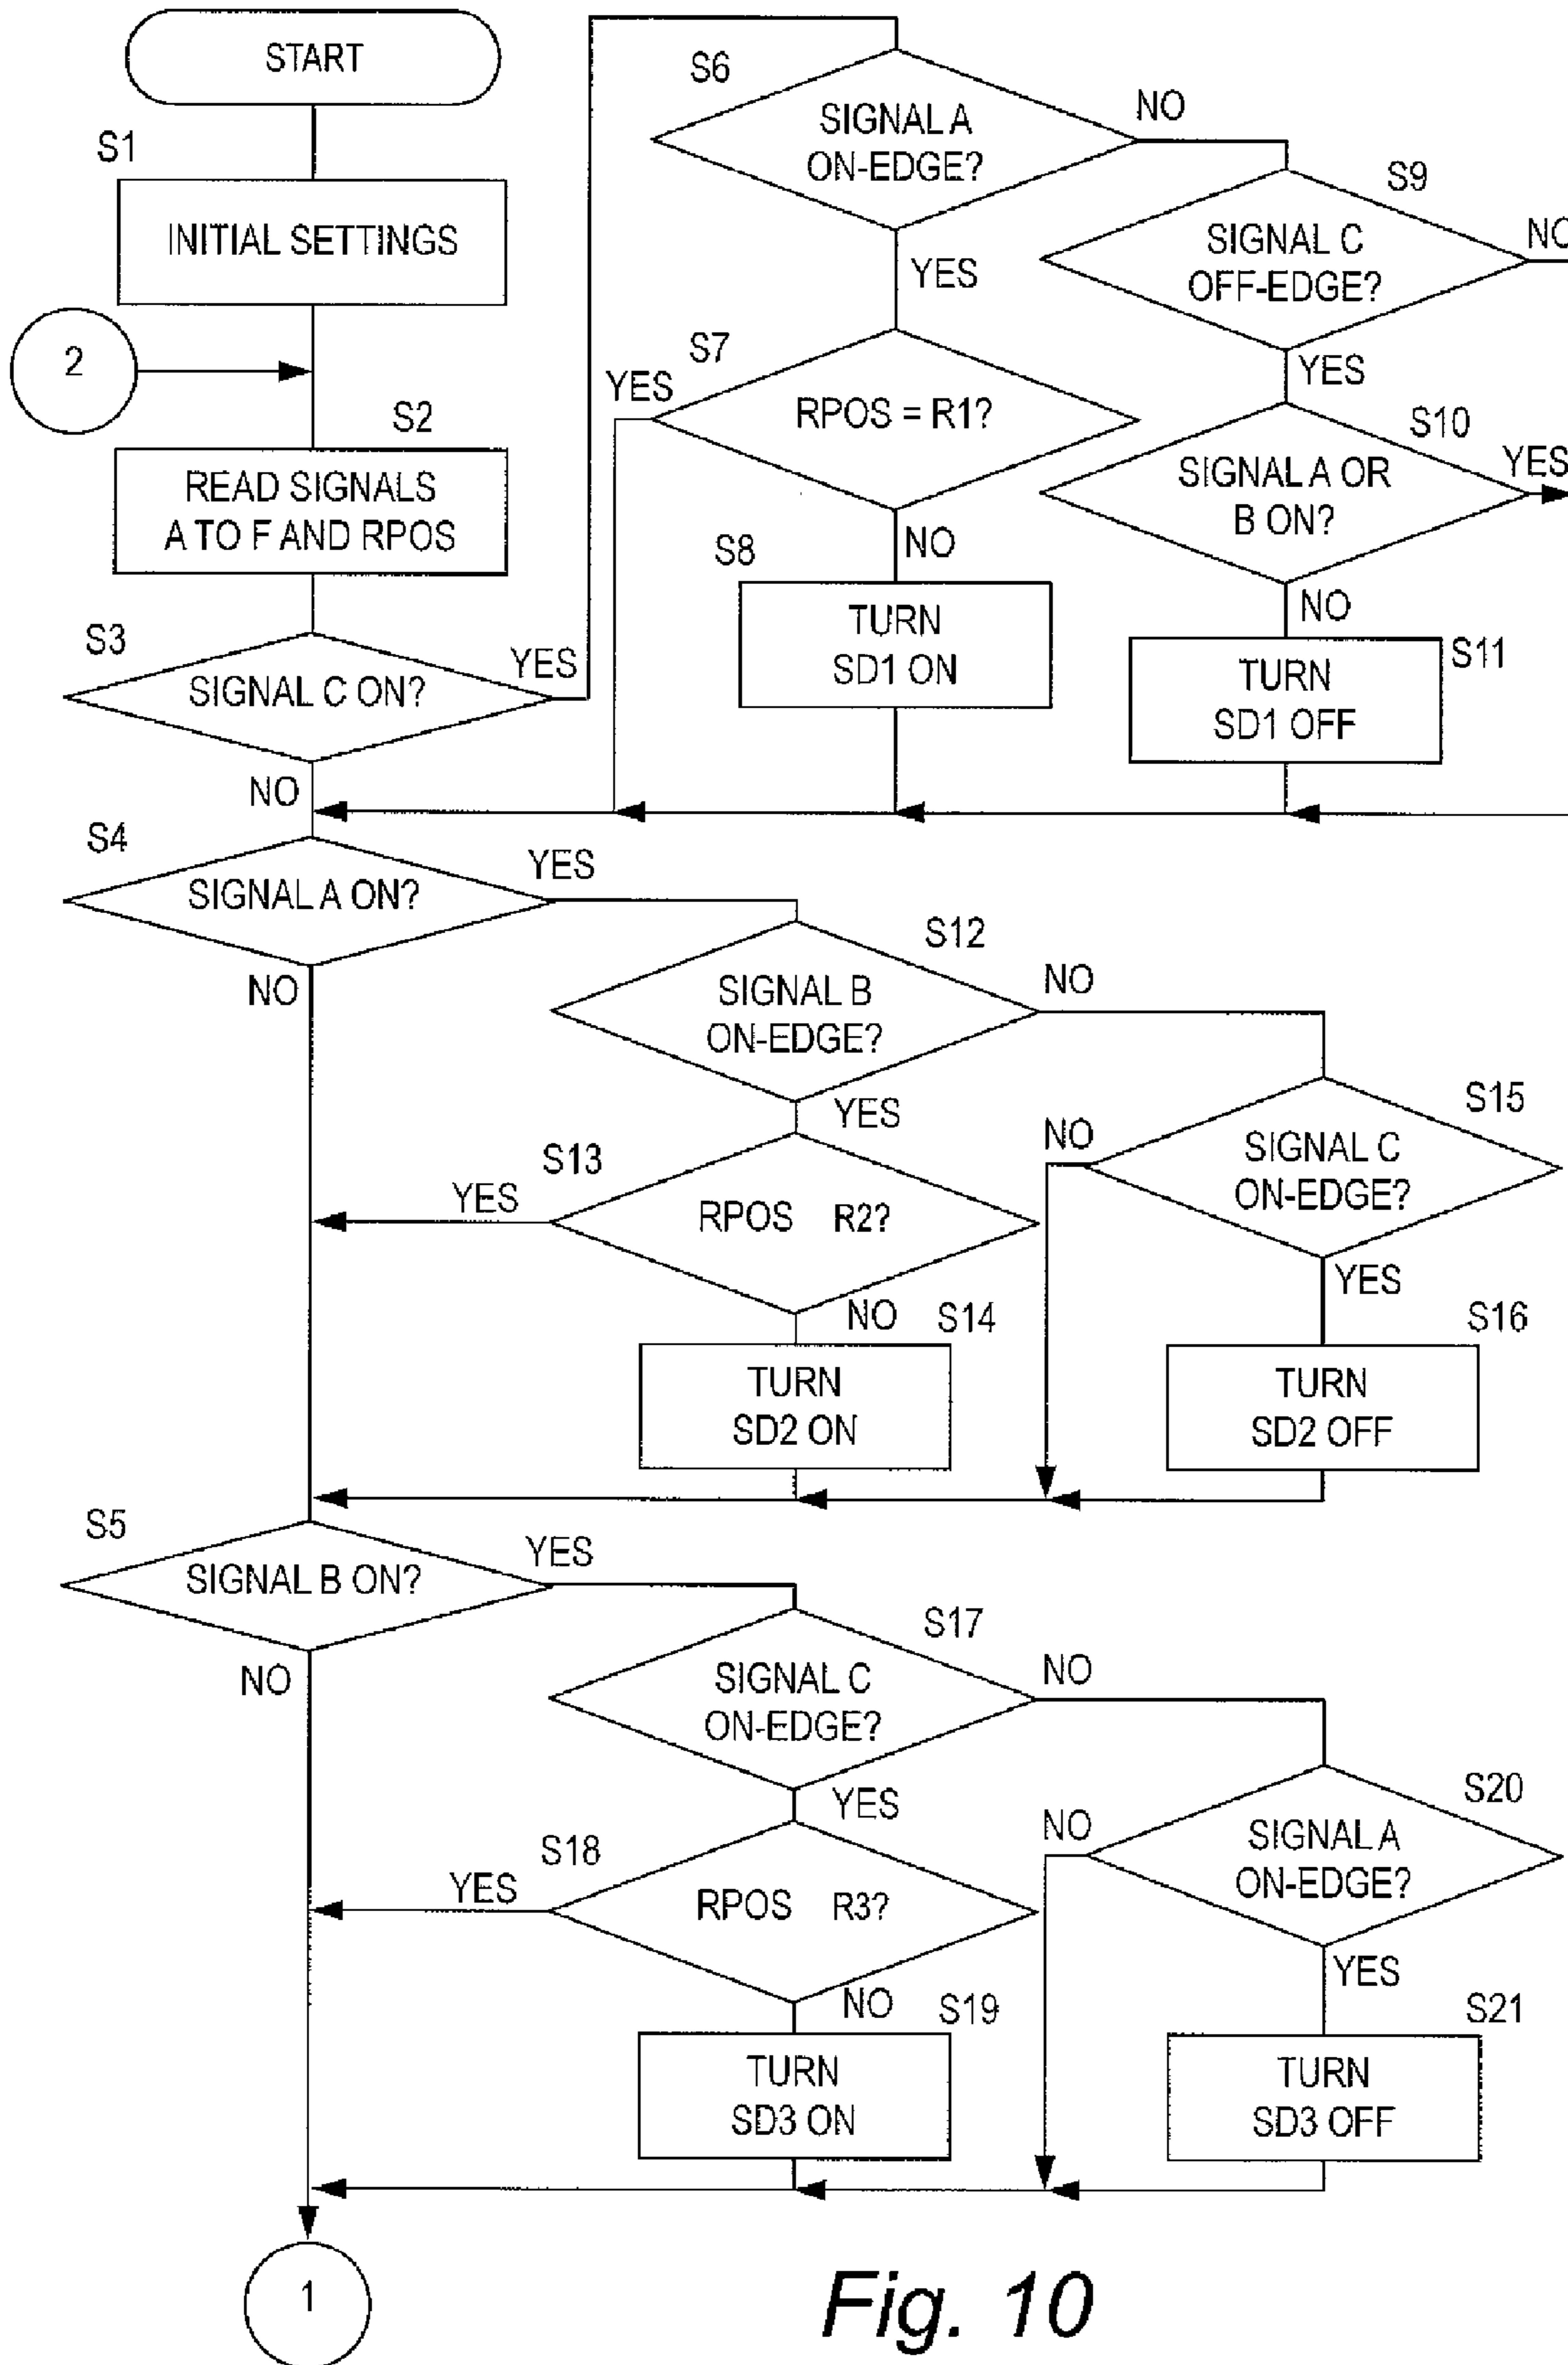 START
S1
INITIAL SETTINGS
2
S2
READ SIGNALS
A TO F AND RPOS
S3
SIGNAL C ON?
YES
NO
S6
SIGNAL A
ON-EDGE?
NO
YES
S7
RPOS = R1?
YES
NO
S8
TURN
SD1 ON
S9
SIGNAL C
OFF-EDGE?
NO
YES
S10
SIGNAL A OR
B ON?
YES
NO
S11
TURN
SD1 OFF
S4
SIGNAL A ON?
YES
NO
S12
SIGNAL B
ON-EDGE?
NO
YES
S13
RPOS R2?
YES
NO
S14
TURN
SD2 ON
S15
SIGNAL C
ON-EDGE?
NO
YES
S16
TURN
SD2 OFF
S5
SIGNAL B ON?
YES
NO
S17
SIGNAL C
ON-EDGE?
NO
YES
S18
RPOS R3?
YES
NO
S19
TURN
SD3 ON
S20
SIGNAL A
ON-EDGE?
NO
YES
S21
TURN
SD3 OFF
1
Fig. 10